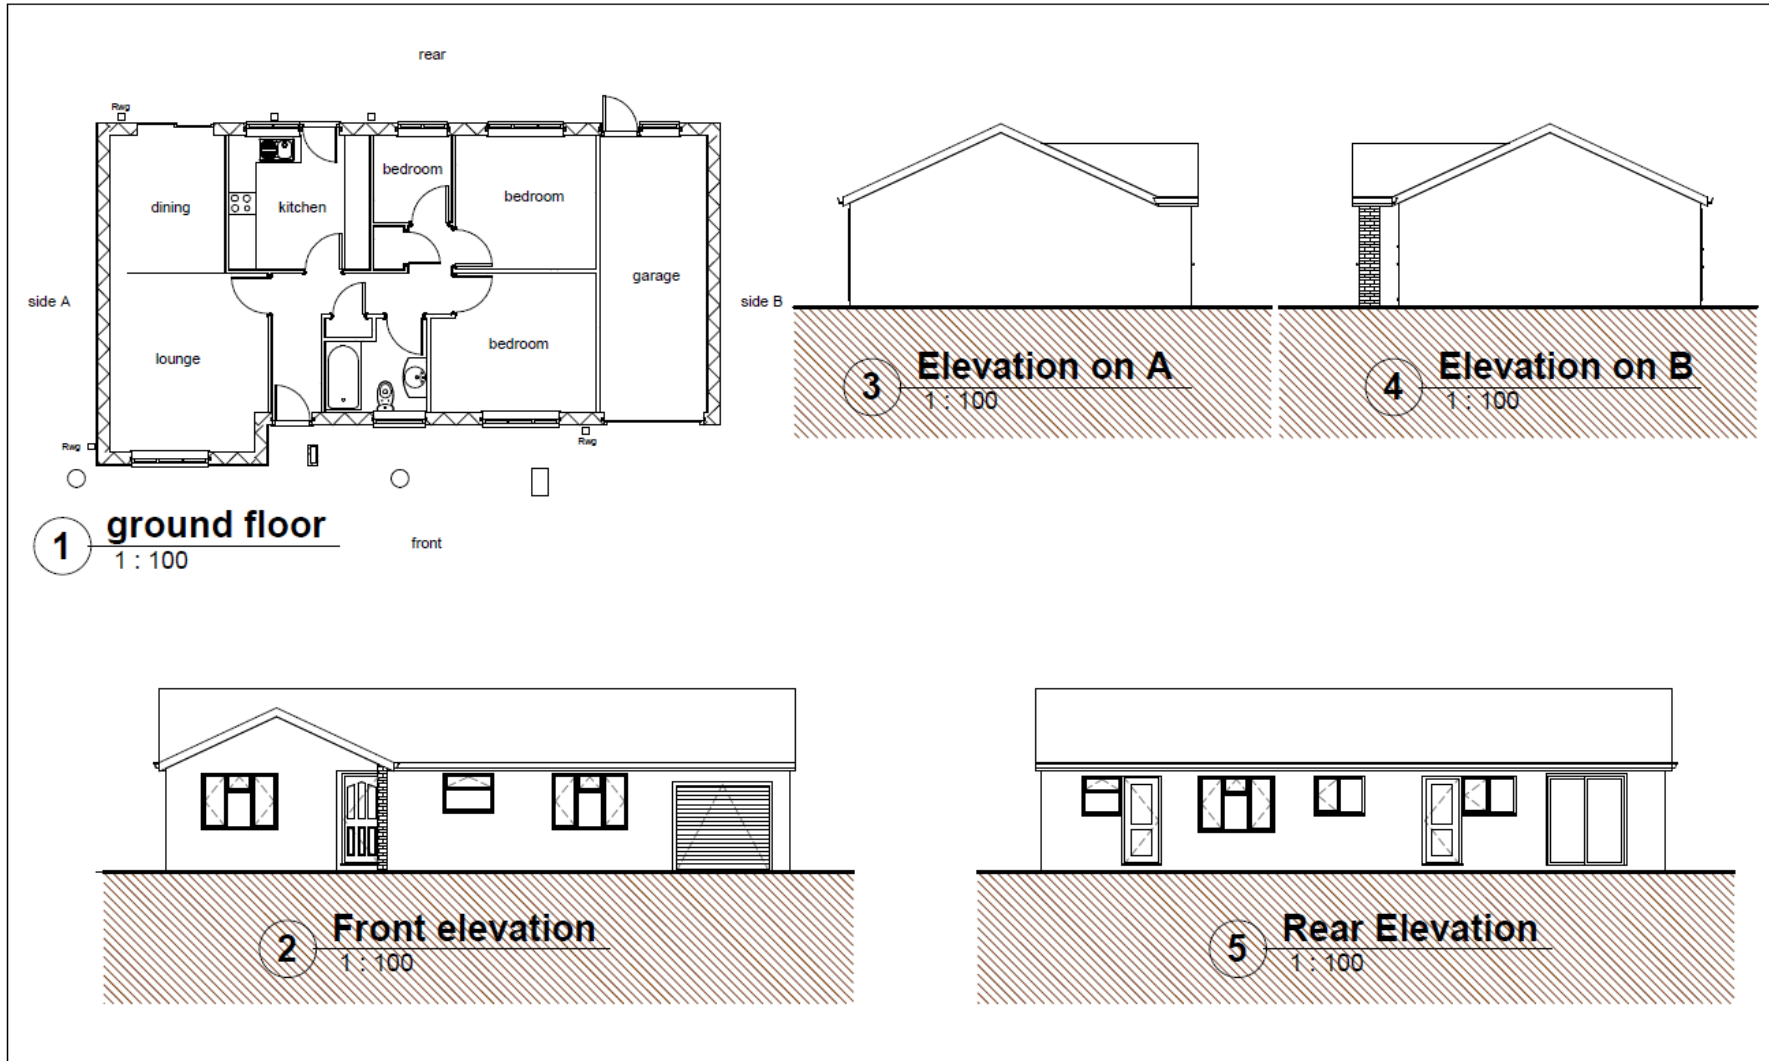 rear
Rwg
bedroom
bedroom
dining
kitchen
garage
side A
side B
lounge
bedroom
Rwg
Rwg
1 ground floor
1 : 100
front
3 Elevation on A
1 : 100
4 Elevation on B
1 : 100
2 Front elevation
1 : 100
5 Rear Elevation
1 : 100